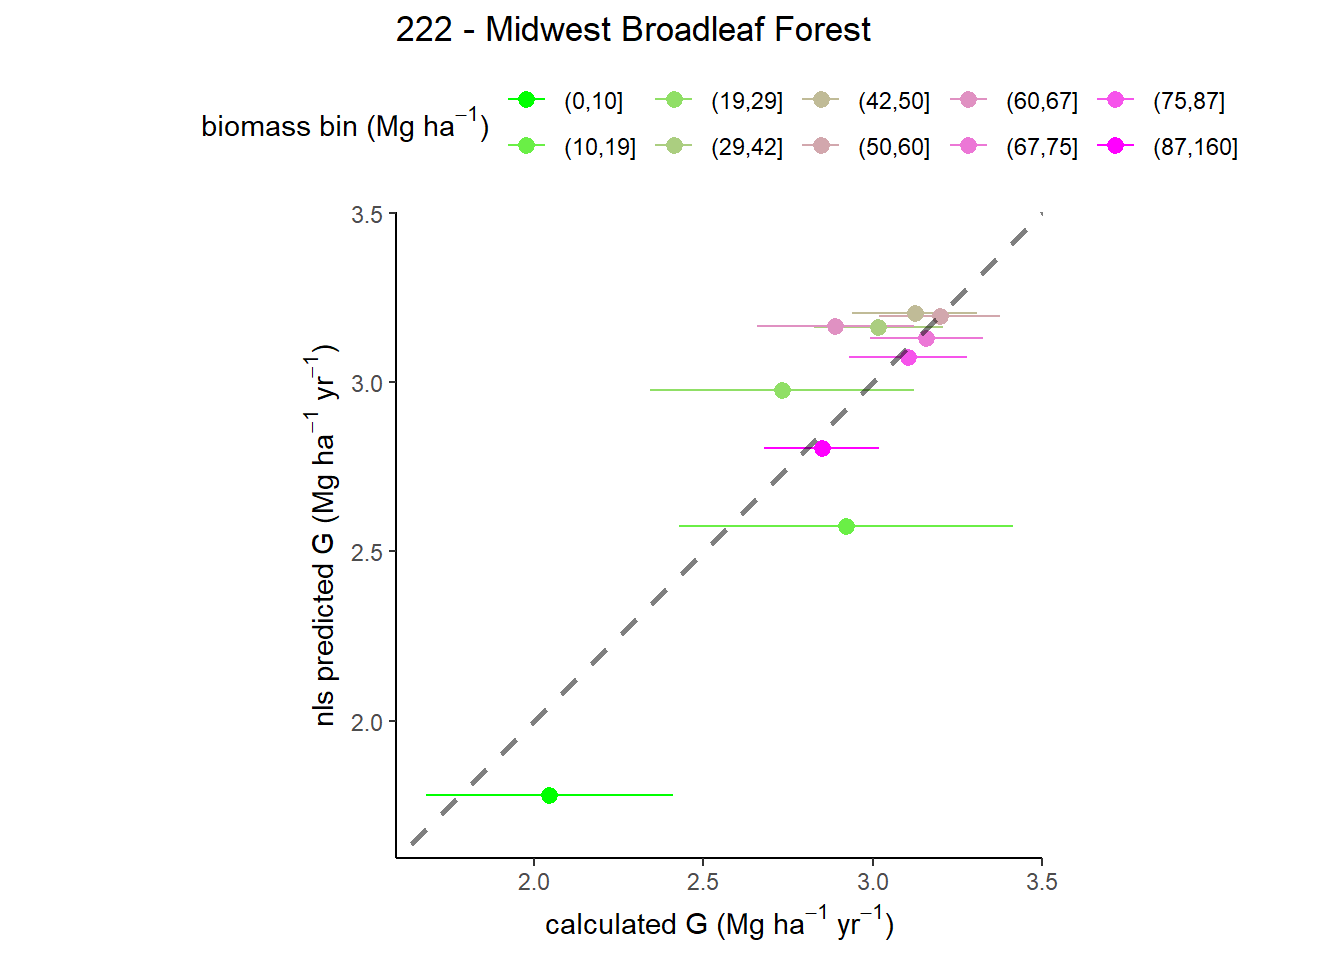 222 - Midwest Broadleaf Forest
biomass bin (Mg ha⁻¹)
(0,10] (19,29] (42,50] (60,67] (75,87]
(10,19] (29,42] (50,60] (67,75] (87,160]
nls predicted G (Mg ha⁻¹ yr⁻¹)
3.5
3.0
2.5
2.0
2.0 2.5 3.0 3.5
calculated G (Mg ha⁻¹ yr⁻¹)